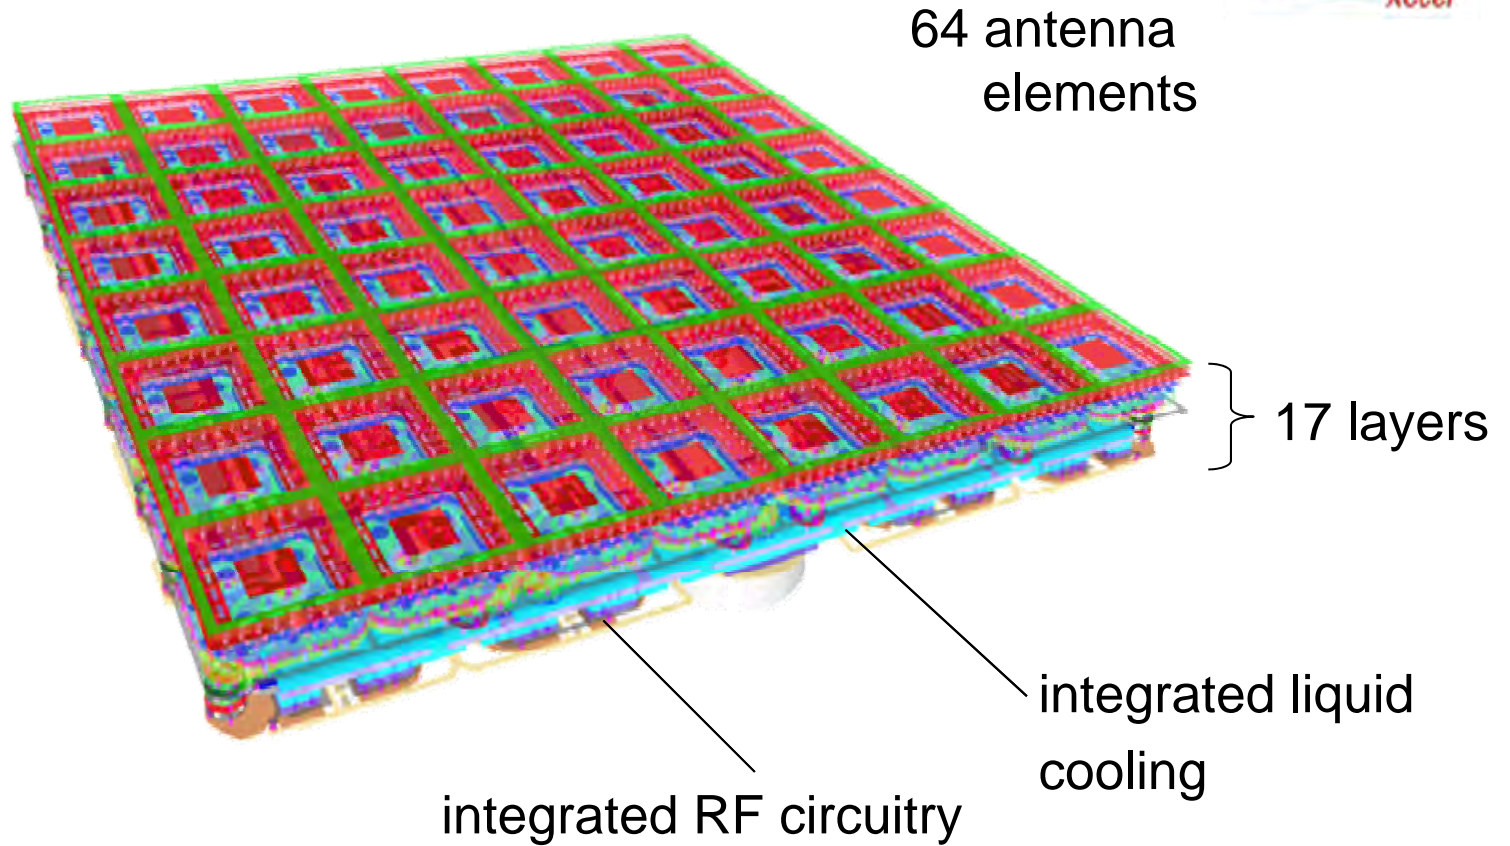 64 antenna
elements
17 layers
integrated liquid
cooling
integrated RF circuitry